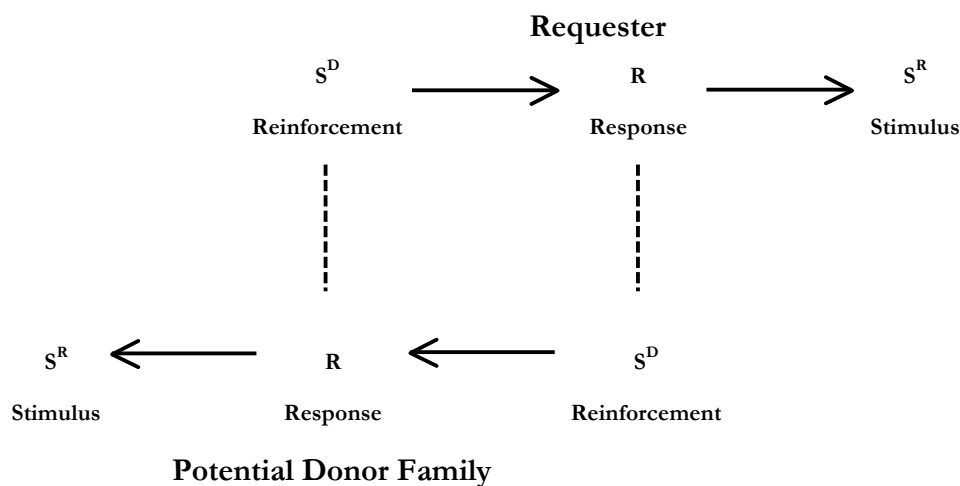 Requester
S^D R S^R
Reinforcement Response Stimulus
S^R R S^D
Stimulus Response Reinforcement
Potential Donor Family